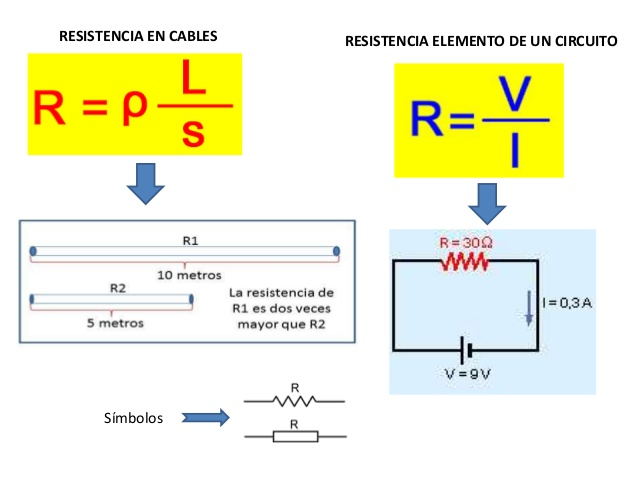 RESISTENCIA EN CABLES
R = ρ L / s
R1
10 metros
R2
5 metros
La resistencia de
R1 es dos veces
mayor que R2
RESISTENCIA ELEMENTO DE UN CIRCUITO
R = V / I
R = 30Ω
I = 0,3 A
V = 9V
Símbolos
R
R